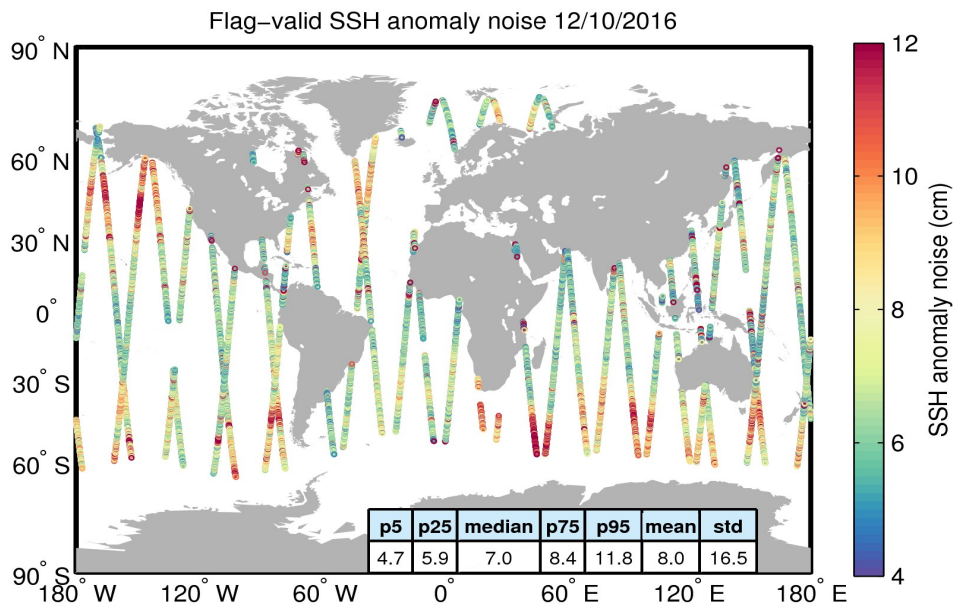 Flag−valid SSH anomaly noise 12/10/2016
90° N
60° N
30° N
0°
30° S
60° S
90° S
180° W
120° W
60° W
0°
60° E
120° E
180° E
p5 p25 median p75 p95 mean std
4.7 5.9 7.0 8.4 11.8 8.0 16.5
12
10
8
6
4
SSH anomaly noise (cm)